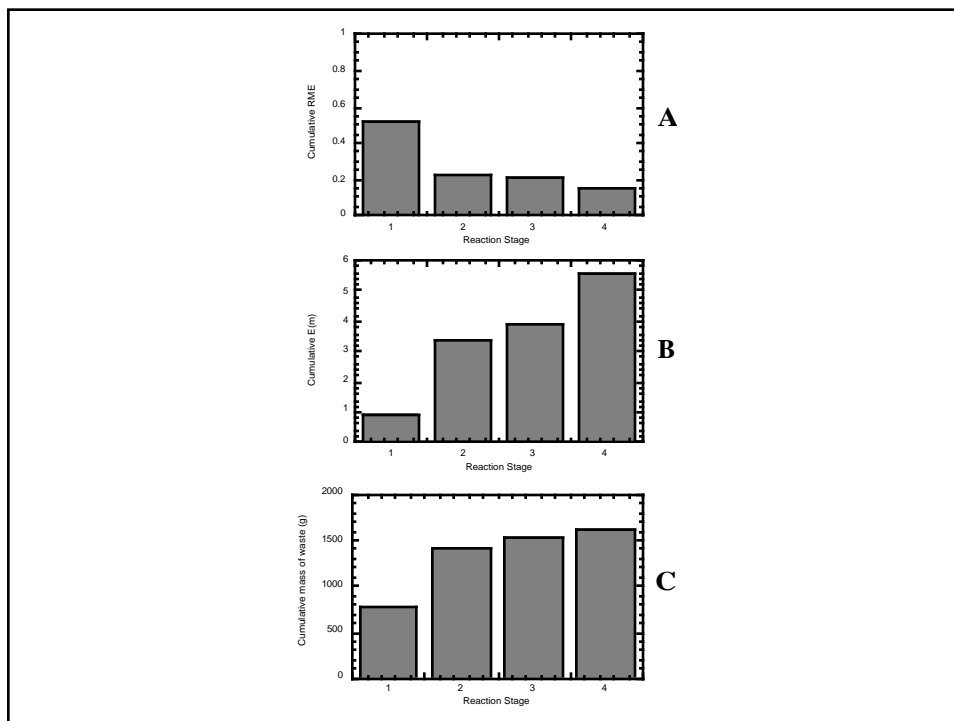 Cumulative RME
1
0.8
0.6
0.4
0.2
0
1 2 3 4
Reaction Stage
A
Cumulative E(m)
6
5
4
3
2
1
0
1 2 3 4
Reaction Stage
B
Cumulative mass of waste (g)
2000
1500
1000
500
0
1 2 3 4
Reaction Stage
C